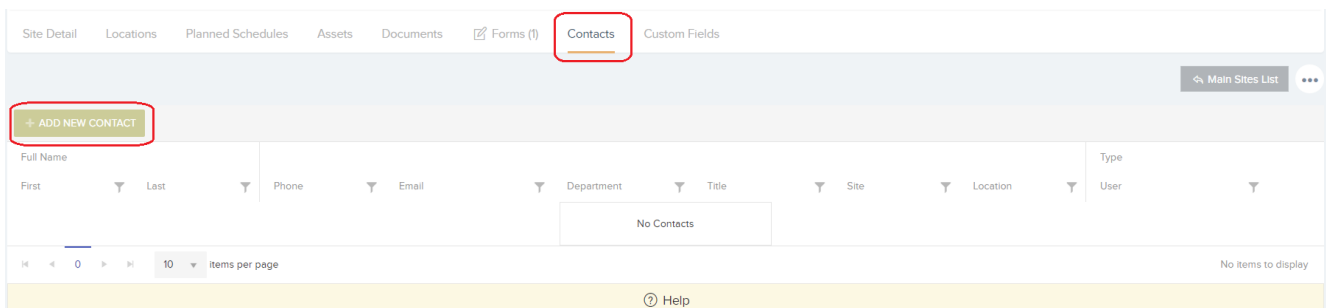 Site Detail Locations Planned Schedules Assets Documents Forms (1) Contacts Custom Fields
Main Sites List
+ ADD NEW CONTACT
Full Name Type
First Last Phone Email Department Title Site Location User
No Contacts
0 10 items per page No items to display
Help